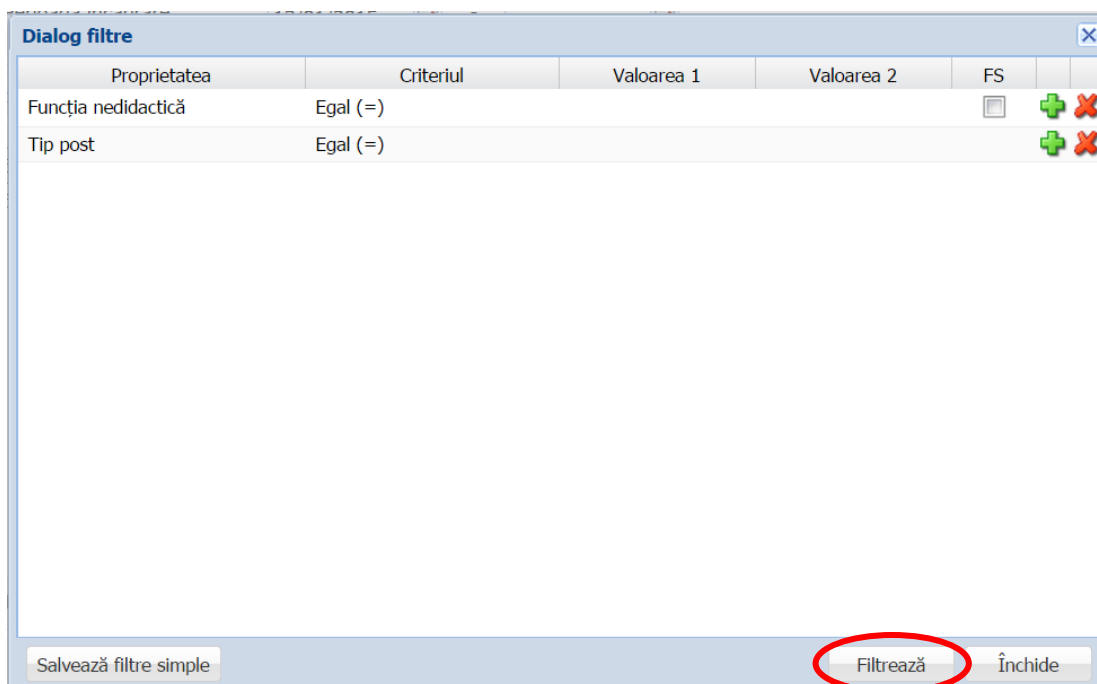 Dialog filtre
Proprietatea Criteriul Valoarea 1 Valoarea 2 FS
Funcția nedidactică Egal (=)
Tip post Egal (=)
Salvează filtre simple Filtrează Închide